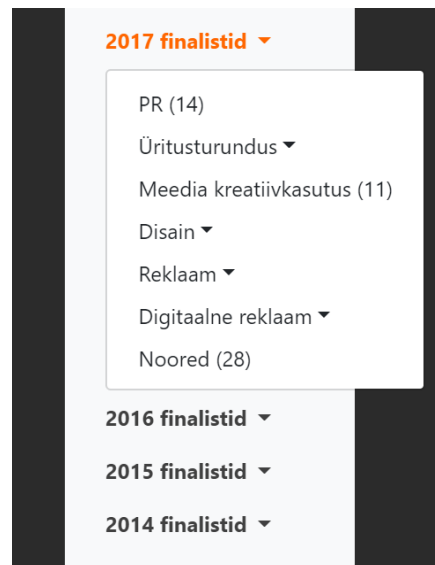 2017 finalistid
PR (14)
Üritusturundus
Meedia kreatiivkasutus (11)
Disain
Reklaam
Digitaalne reklaam
Noored (28)
2016 finalistid
2015 finalistid
2014 finalistid